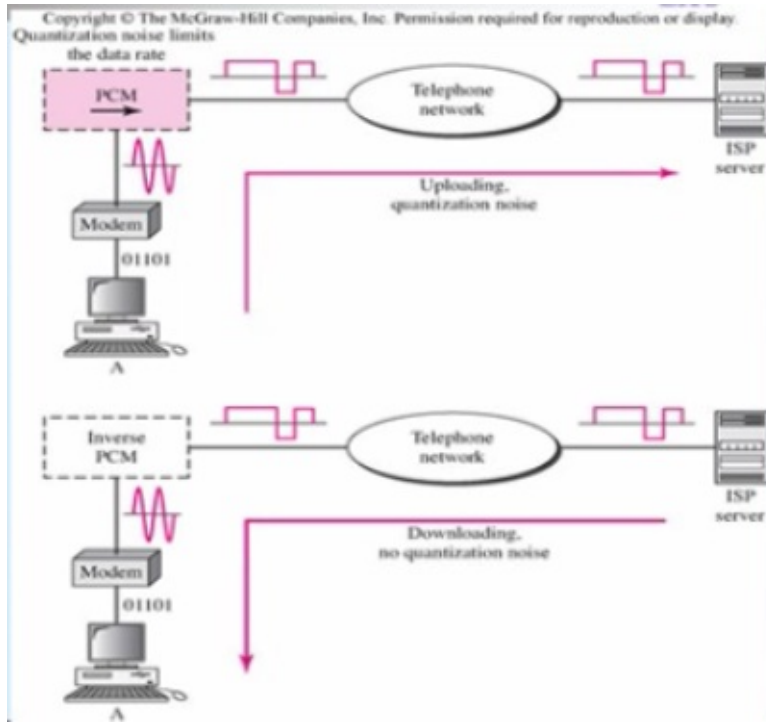 Copyright © The McGraw-Hill Companies, Inc. Permission required for reproduction or display.
Quantization noise limits
the data rate
PCM
Telephone
network
ISP
server
Uploading,
quantization noise
Modem
01101
A
Inverse
PCM
Telephone
network
ISP
server
Downloading,
no quantization noise
Modem
01101
A